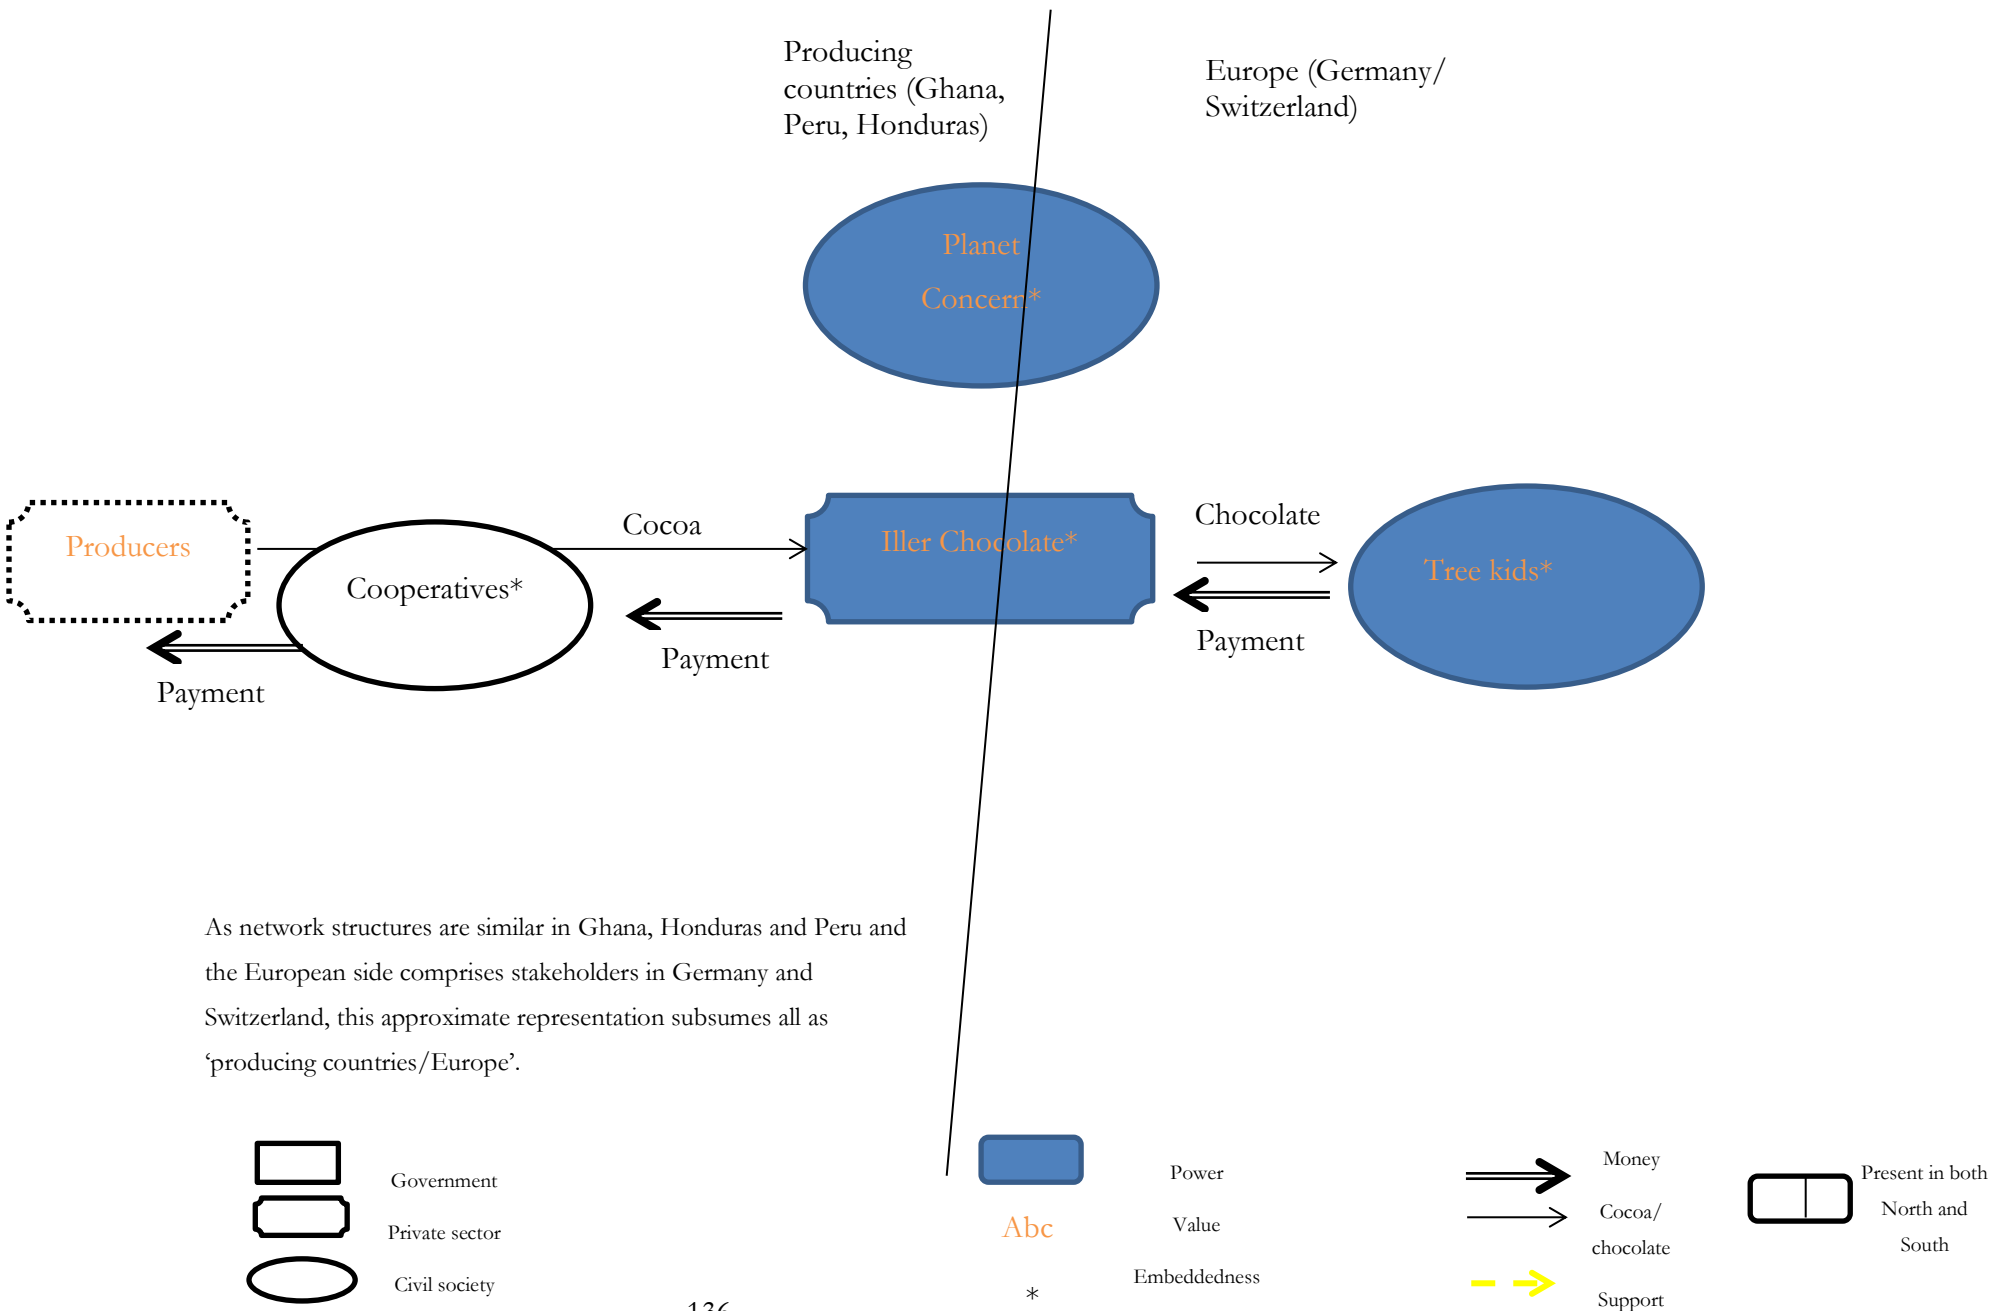 Producing
countries (Ghana,
Peru, Honduras)
Europe (Germany/
Switzerland)
Planet
Concern*
Producers
Cooperatives*
Cocoa
Iller Chocolate*
Chocolate
Tree kids*
Payment
Payment
Payment
As network structures are similar in Ghana, Honduras and Peru and
the European side comprises stakeholders in Germany and
Switzerland, this approximate representation subsumes all as
‘producing countries/Europe’.
Government
Private sector
Civil society
Power
Abc
Value
*
Embeddedness
Money
Cocoa/
chocolate
Support
Present in both
North and
South
136